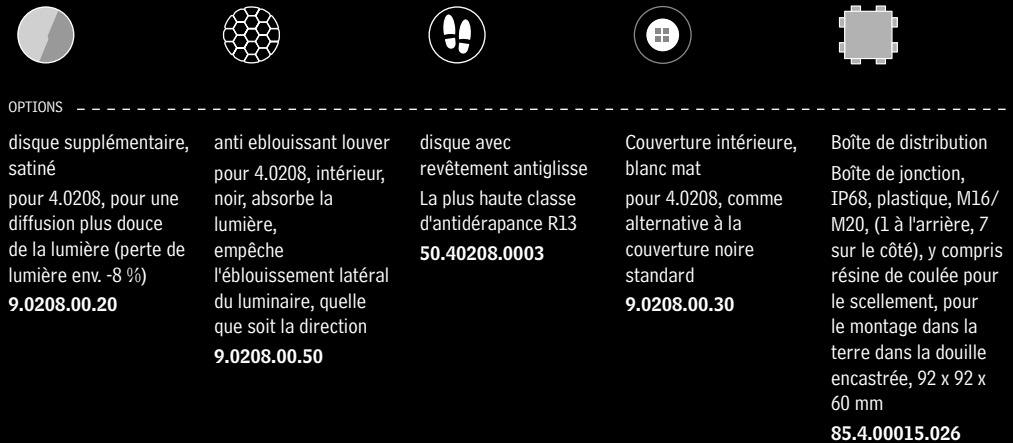 OPTIONS
disque supplémentaire,
satiné
pour 4.0208, pour une
diffusion plus douce
de la lumière (perte de
lumière env. -8 %)
9.0208.00.20
anti eblouissant louver
pour 4.0208, intérieur,
noir, absorbe la
lumière,
empêche
l'éblouissement latéral
du luminaire, quelle
que soit la direction
9.0208.00.50
disque avec
revêtement antiglisse
La plus haute classe
d'antidérapance R13
50.40208.0003
Couverture intérieure,
blanc mat
pour 4.0208, comme
alternative à la
couverture noire
standard
9.0208.00.30
Boîte de distribution
Boîte de jonction,
IP68, plastique, M16/
M20, (1 à l'arrière, 7
sur le côté), y compris
résine de coulée pour
le scellement, pour
le montage dans la
terre dans la douille
encastrée, 92 x 92 x
60 mm
85.4.00015.026